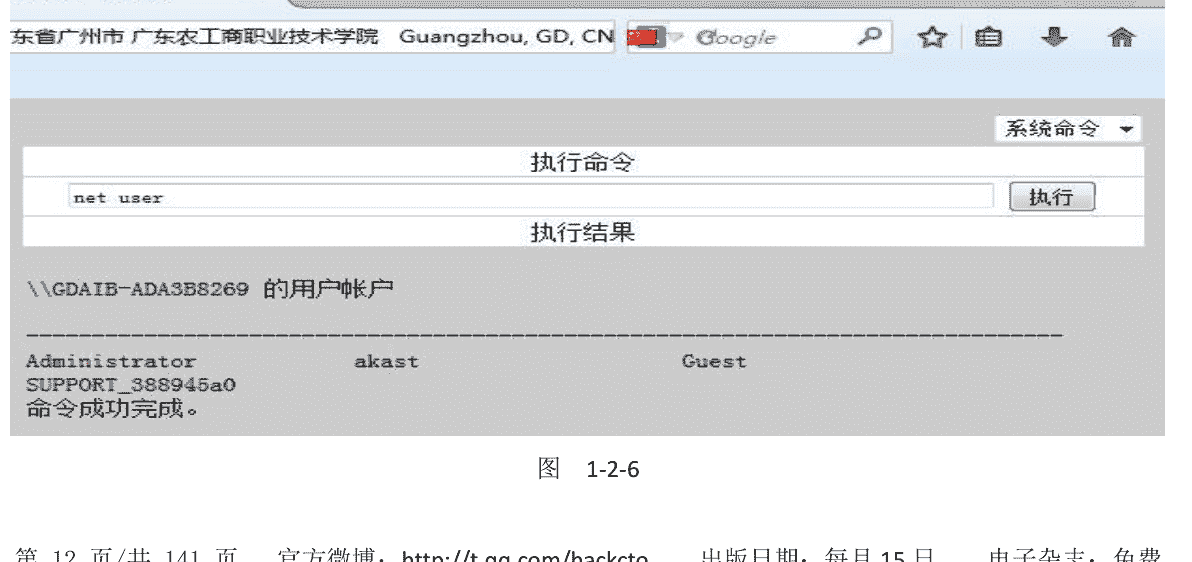 东省广州市 广东农工商职业技术学院 Guangzhou, GD, CN Google
系统命令
执行命令
net user 执行
执行结果
\\GDAIB-ADA3B8269 的用户帐户
-------------------------------------------------------------------------------
Administrator akast Guest
SUPPORT_388945a0
命令成功完成。
图 1-2-6
第 12 页/共 141 页 官方微博：http://t.qq.com/hackcto 出版日期：每月 15 日 电子杂志：免费